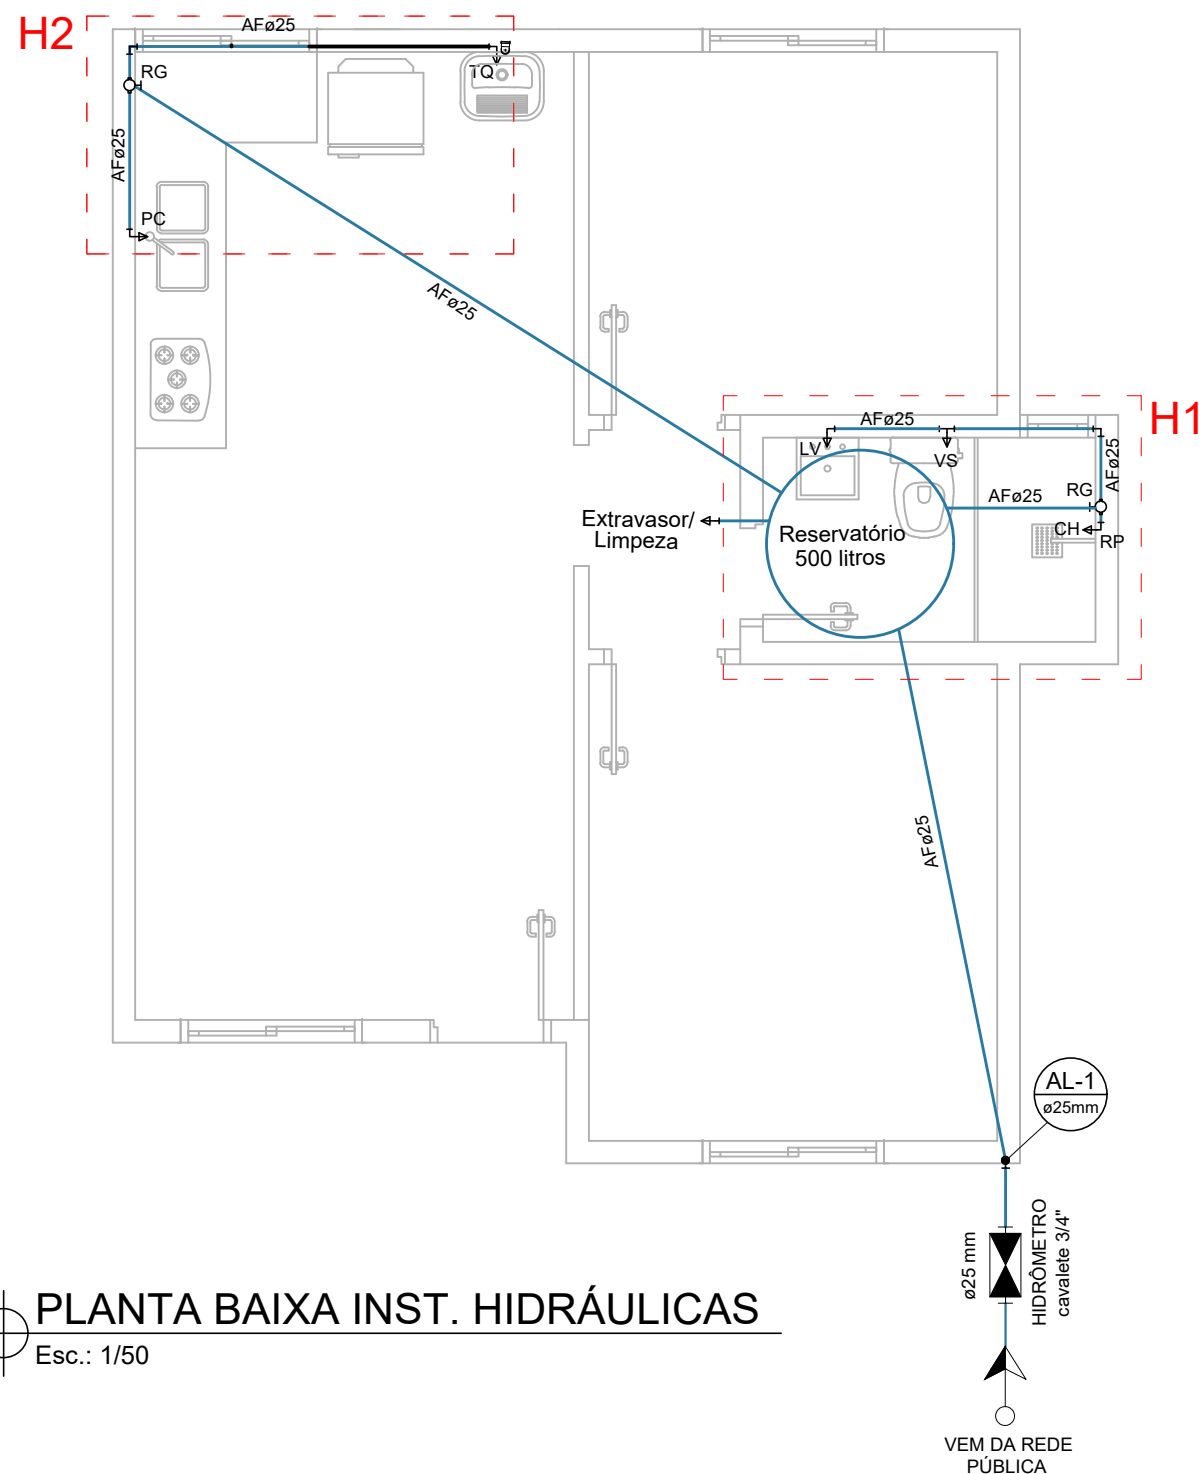 H2
AFø25
RG
TQ
AFø25
PC
AFø25
H1
AFø25
LV
VS
AFø25
AFø25
RG
CH
RP
Extravasor/
Limpeza
Reservatório
500 litros
AFø25
AL-1
ø25mm
ø25 mm
HIDRÔMETRO
cavalete 3/4"
PLANTA BAIXA INST. HIDRÁULICAS
Esc.: 1/50
VEM DA REDE
PÚBLICA